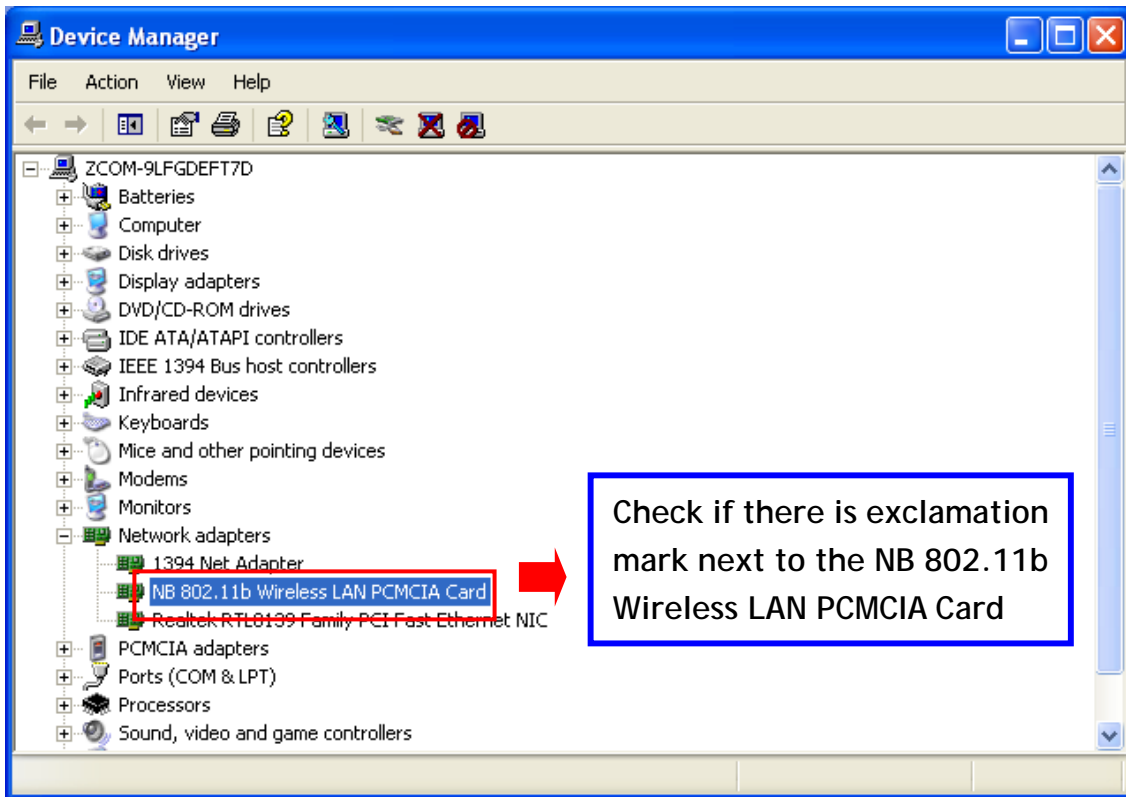 Device Manager
File Action View Help
ZCOM-9LFGDEFT7D
Batteries
Computer
Disk drives
Display adapters
DVD/CD-ROM drives
IDE ATA/ATAPI controllers
IEEE 1394 Bus host controllers
Infrared devices
Keyboards
Mice and other pointing devices
Modems
Monitors
Network adapters
1394 Net Adapter
NB 802.11b Wireless LAN PCMCIA Card
Realtek RTL8139 Family PCI Fast Ethernet NIC
PCMCIA adapters
Ports (COM & LPT)
Processors
Sound, video and game controllers
Check if there is exclamation
mark next to the NB 802.11b
Wireless LAN PCMCIA Card